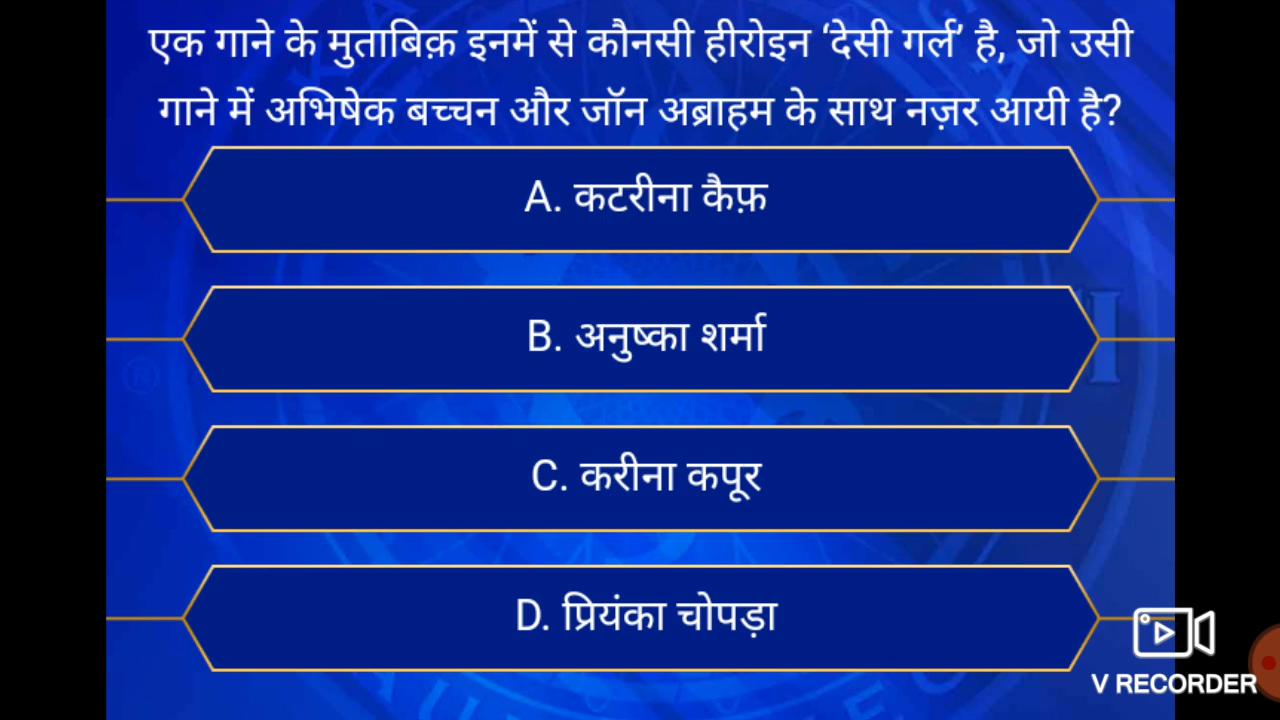 एक गाने के मुताबिक़ इनमें से कौनसी हीरोइन ‘देसी गर्ल’ है, जो उसी
गाने में अभिषेक बच्चन और जॉन अब्राहम के साथ नज़र आयी है?
A. कटरीना कैफ़
B. अनुष्का शर्मा
C. करीना कपूर
D. प्रियंका चोपड़ा
V RECORDER